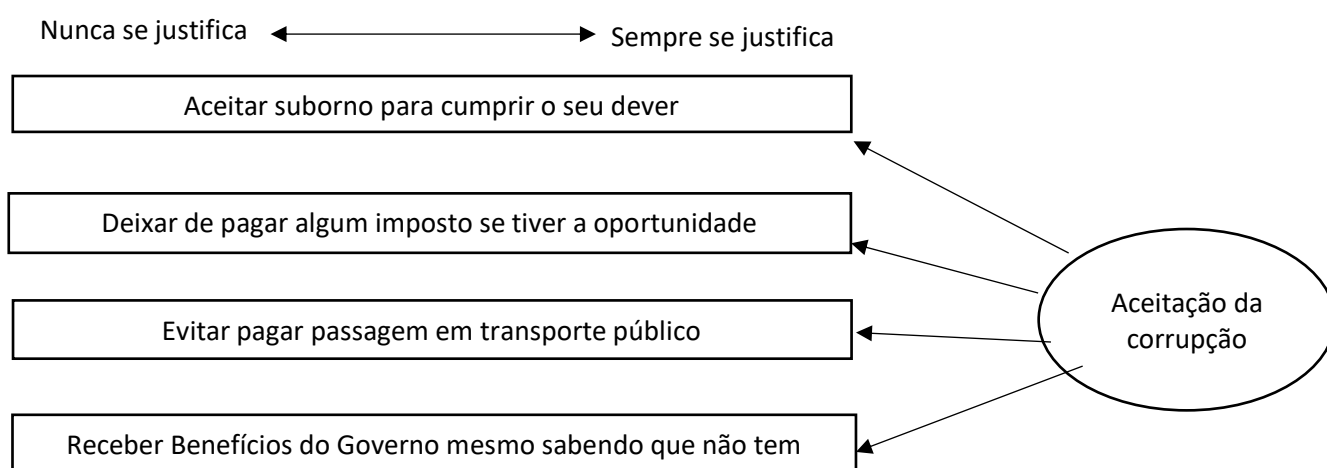 Nunca se justifica
Sempre se justifica
Aceitar suborno para cumprir o seu dever
Deixar de pagar algum imposto se tiver a oportunidade
Evitar pagar passagem em transporte público
Receber Benefícios do Governo mesmo sabendo que não tem
Aceitação da
corrupção